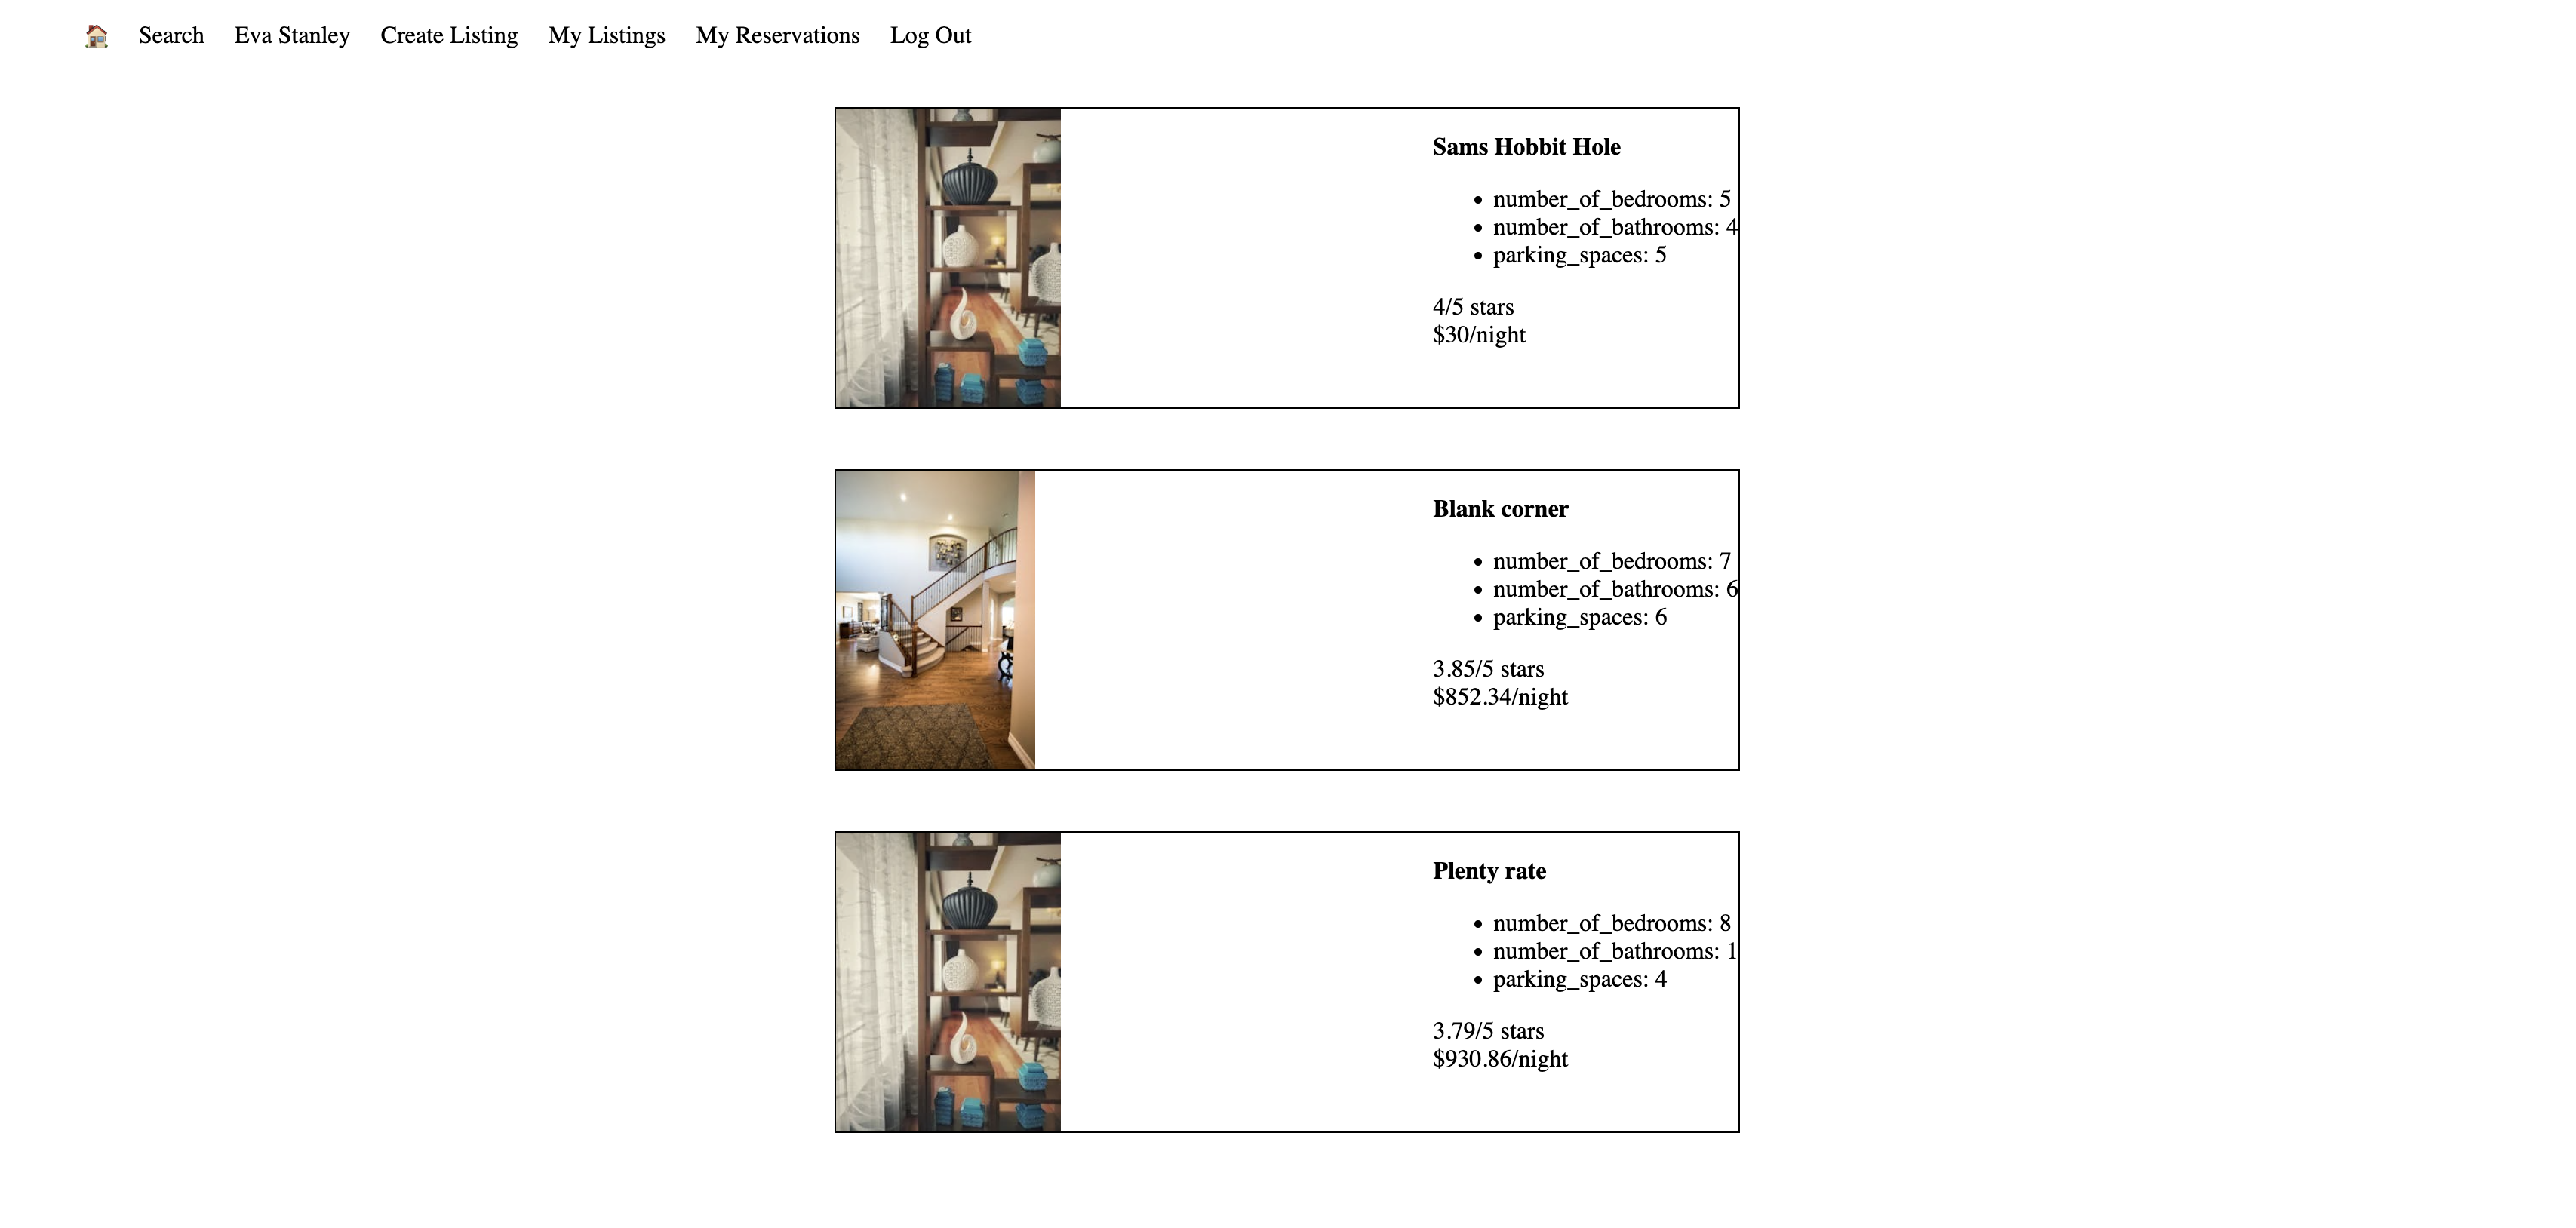 Search Eva Stanley Create Listing My Listings My Reservations Log Out
Sams Hobbit Hole
number_of_bedrooms: 5
number_of_bathrooms: 4
parking_spaces: 5
4/5 stars
$30/night
Blank corner
number_of_bedrooms: 7
number_of_bathrooms: 6
parking_spaces: 6
3.85/5 stars
$852.34/night
Plenty rate
number_of_bedrooms: 8
number_of_bathrooms: 1
parking_spaces: 4
3.79/5 stars
$930.86/night